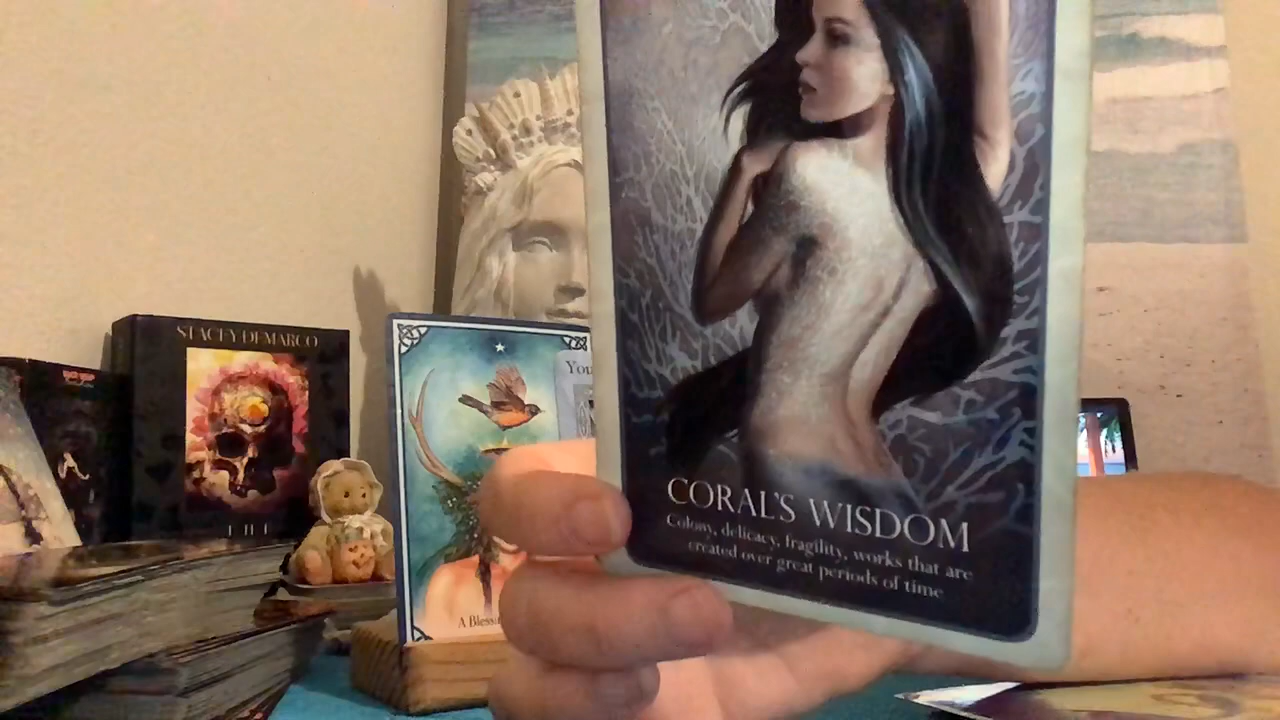 STACEY DEMARCO
You
A Bless
CORAL'S WISDOM
Colony, delicacy, fragility, works that are
created over great periods of time